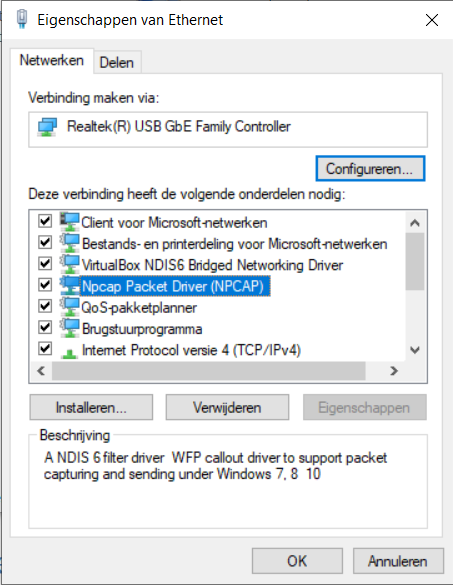 Eigenschappen van Ethernet
Netwerken Delen
Verbinding maken via:
Realtek(R) USB GbE Family Controller
Configureren...
Deze verbinding heeft de volgende onderdelen nodig:
Client voor Microsoft-netwerken
Bestands- en printerdeling voor Microsoft-netwerken
VirtualBox NDIS6 Bridged Networking Driver
Npcap Packet Driver (NPCAP)
QoS-pakketplanner
Brugstuurprogramma
Internet Protocol versie 4 (TCP/IPv4)
Installeren... Verwijderen Eigenschappen
Beschrijving
A NDIS 6 filter driver WFP callout driver to support packet
capturing and sending under Windows 7, 8 10
OK Annuleren